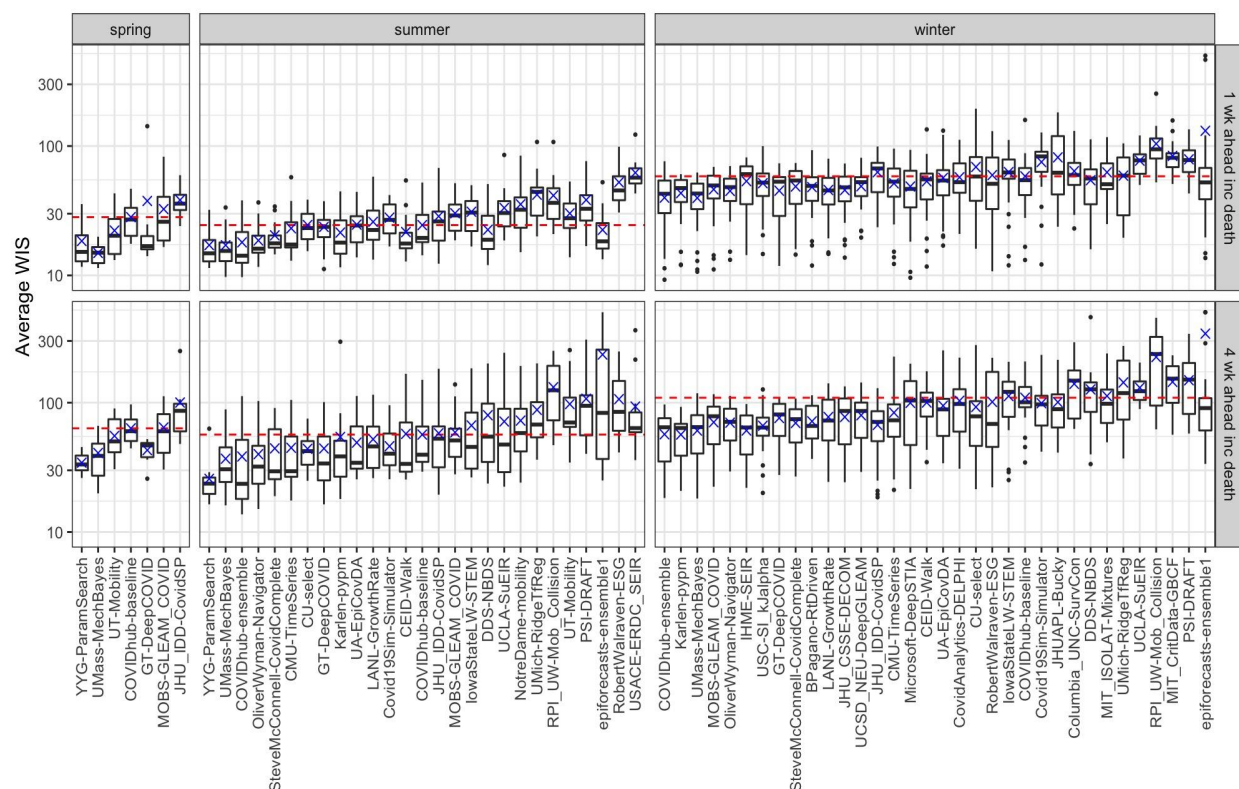 spring
summer
winter
Average WIS
300
100
30
10
1 wk ahead inc death
300
100
30
10
4 wk ahead inc death
YYG-ParamSearch
UMass-MechBayes
UT-Mobility
COVIDhub-baseline
GT-DeepCOVID
MOBS-GLEAM_COVID
JHU_IDD-CovidSP
YYG-ParamSearch
UMass-MechBayes
COVIDhub-ensemble
OliverWyman-Navigator
SteveMcConnell-CovidComplete
CMU-TimeSeries
CU-select
GT-DeepCOVID
Karlen-pypm
UA-EpiCovDA
LANL-GrowthRate
Covid19Sim-Simulator
CEID-Walk
COVIDhub-baseline
JHU_IDD-CovidSP
MOBS-GLEAM_COVID
IowaStateLW-STEM
DDS-NBDS
UCLA-SuEIR
NotreDame-mobility
UMich-RidgeTfReg
RPI_UW-Mob_Collision
UT-Mobility
PSI-DRAFT
epiforecasts-ensemble1
RobertWalraven-ESG
USACE-ERDC_SEIR
COVIDhub-ensemble
Karlen-pypm
UMass-MechBayes
MOBS-GLEAM_COVID
OliverWyman-Navigator
IHME-SEIR
USC-SI_kJalpha
GT-DeepCOVID
SteveMcConnell-CovidComplete
BPagano-RtDriven
LANL-GrowthRate
JHU_CSSE-DECOM
UCSD_NEU-DeepGLEAM
JHU_IDD-CovidSP
CMU-TimeSeries
Microsoft-DeepSTIA
CEID-Walk
UA-EpiCovDA
CovidAnalytics-DELPHI
CU-select
RobertWalraven-ESG
IowaStateLW-STEM
COVIDhub-baseline
Covid19Sim-Simulator
JHUAPL-Bucky
Columbia_UNC-SurvCon
DDS-NBDS
MIT_ISOLAT-Mixtures
UMich-RidgeTfReg
UCLA-SuEIR
RPI_UW-Mob_Collision
MIT_CritData-GBCF
PSI-DRAFT
epiforecasts-ensemble1